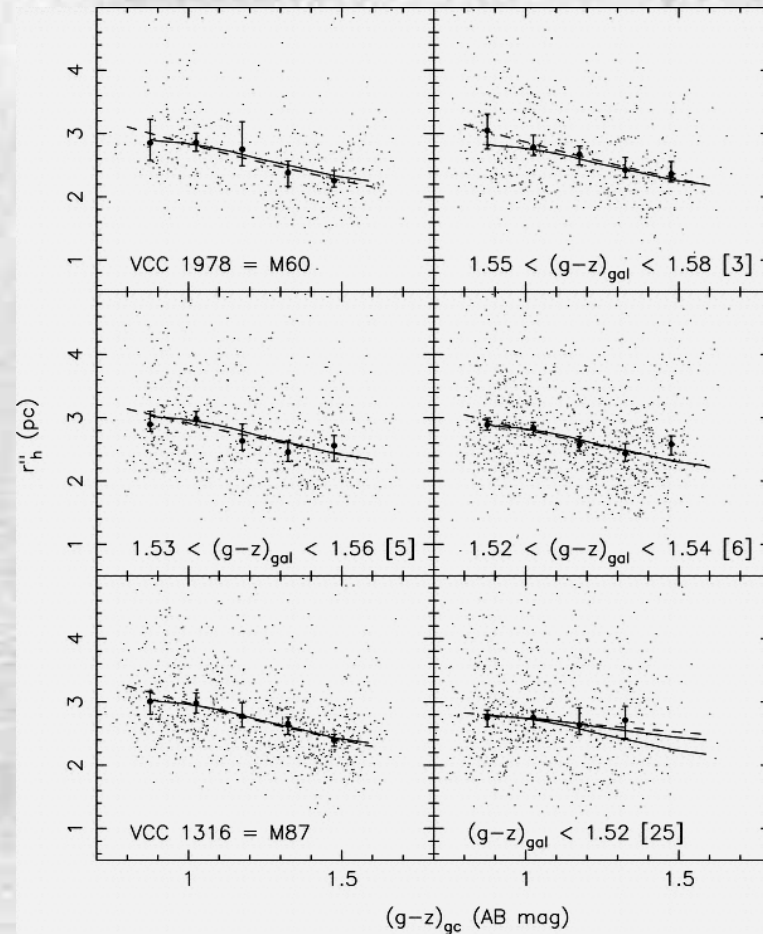 4
3
2
1
VCC 1978 = M60
1.55 < (g−z)gal < 1.58 [3]
4
3
2
1
r″h (pc)
1.53 < (g−z)gal < 1.56 [5]
1.52 < (g−z)gal < 1.54 [6]
4
3
2
1
VCC 1316 = M87
(g−z)gal < 1.52 [25]
1 1.5 1 1.5
(g−z)gc (AB mag)